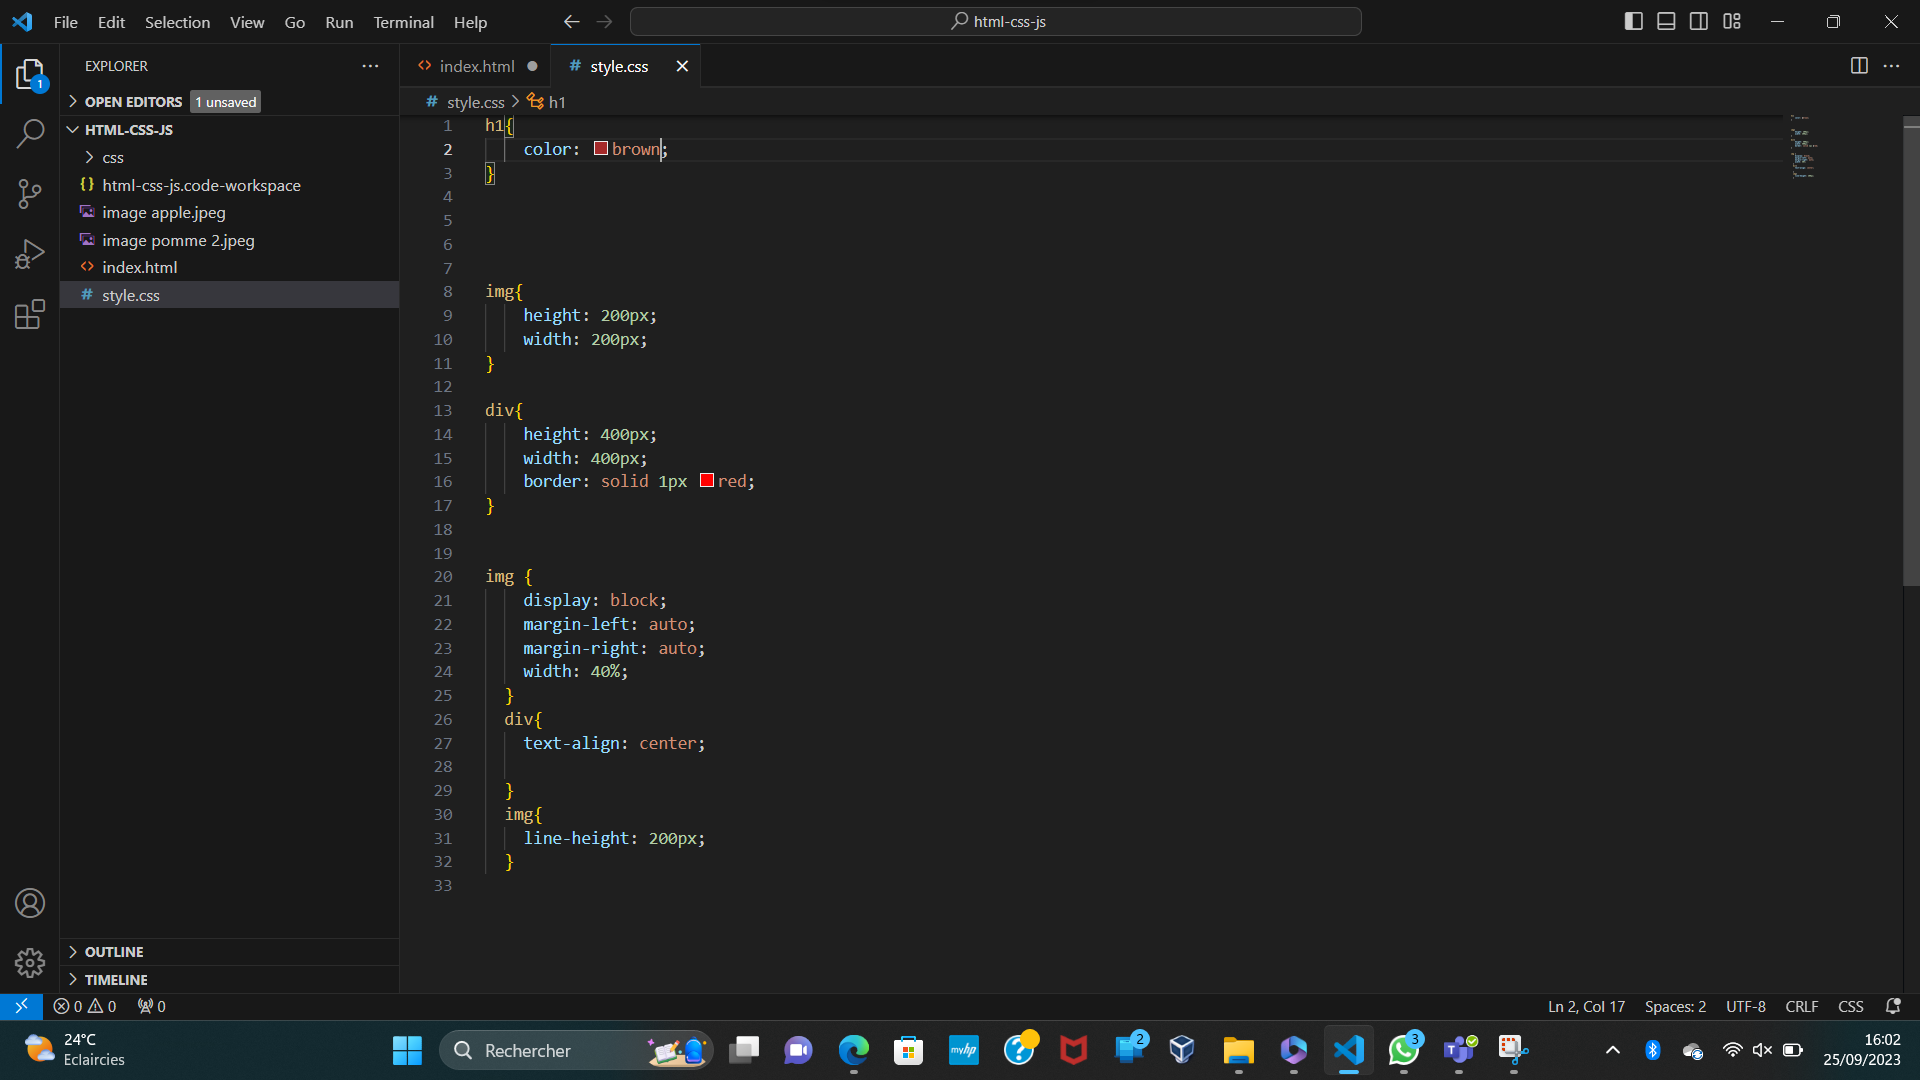 File Edit Selection View Go Run Terminal Help
html-css-js
EXPLORER
index.html
style.css
OPEN EDITORS 1 unsaved
style.css > h1
HTML-CSS-JS
css
html-css-js.code-workspace
image apple.jpeg
image pomme 2.jpeg
index.html
style.css
1 h1{
2 color: brown;
3 }
4
5
6
7
8 img{
9 height: 200px;
10 width: 200px;
11 }
12
13 div{
14 height: 400px;
15 width: 400px;
16 border: solid 1px red;
17 }
18
19
20 img {
21 display: block;
22 margin-left: auto;
23 margin-right: auto;
24 width: 40%;
25 }
26 div{
27 text-align: center;
28
29 }
30 img{
31 line-height: 200px;
32 }
33
OUTLINE
TIMELINE
0 0 0
Ln 2, Col 17 Spaces: 2 UTF-8 CRLF CSS
24°C
Eclaircies
Rechercher
myhp
2
3
16:02
25/09/2023
1